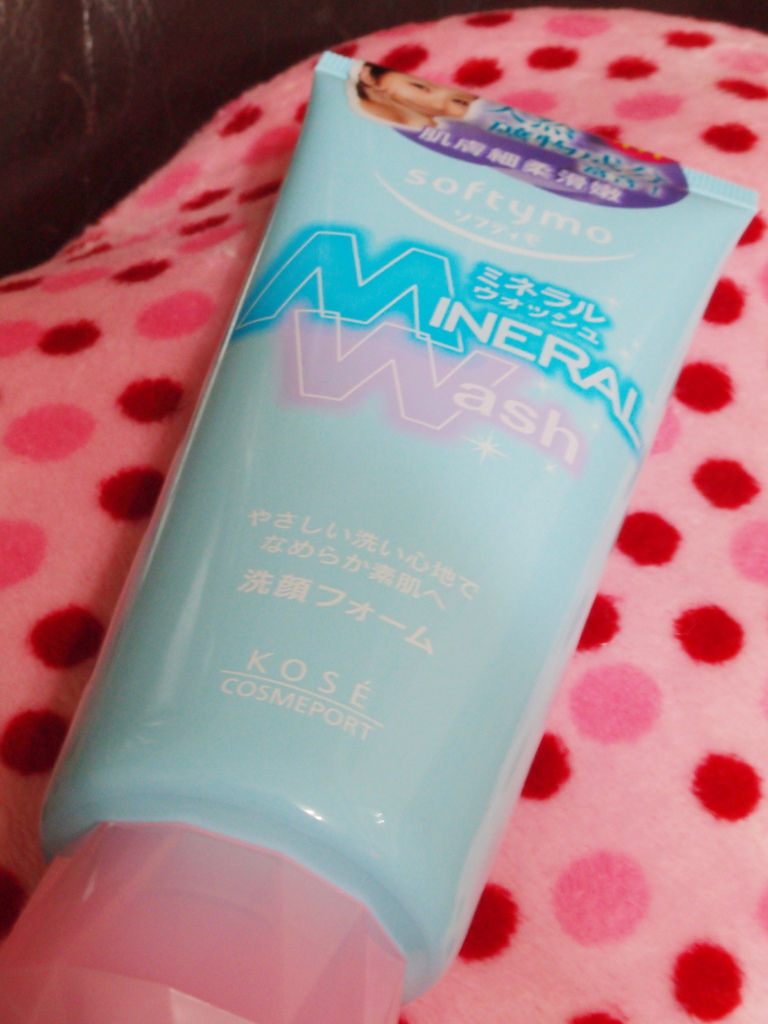 肌膚細柔滑嫩
softymo
ソフティモ
ミネラル
ウォッシュ
MINERAL
Wash
やさしい洗い心地で
なめらか素肌へ
洗顔フォーム
KOSÉ
COSMEPORT